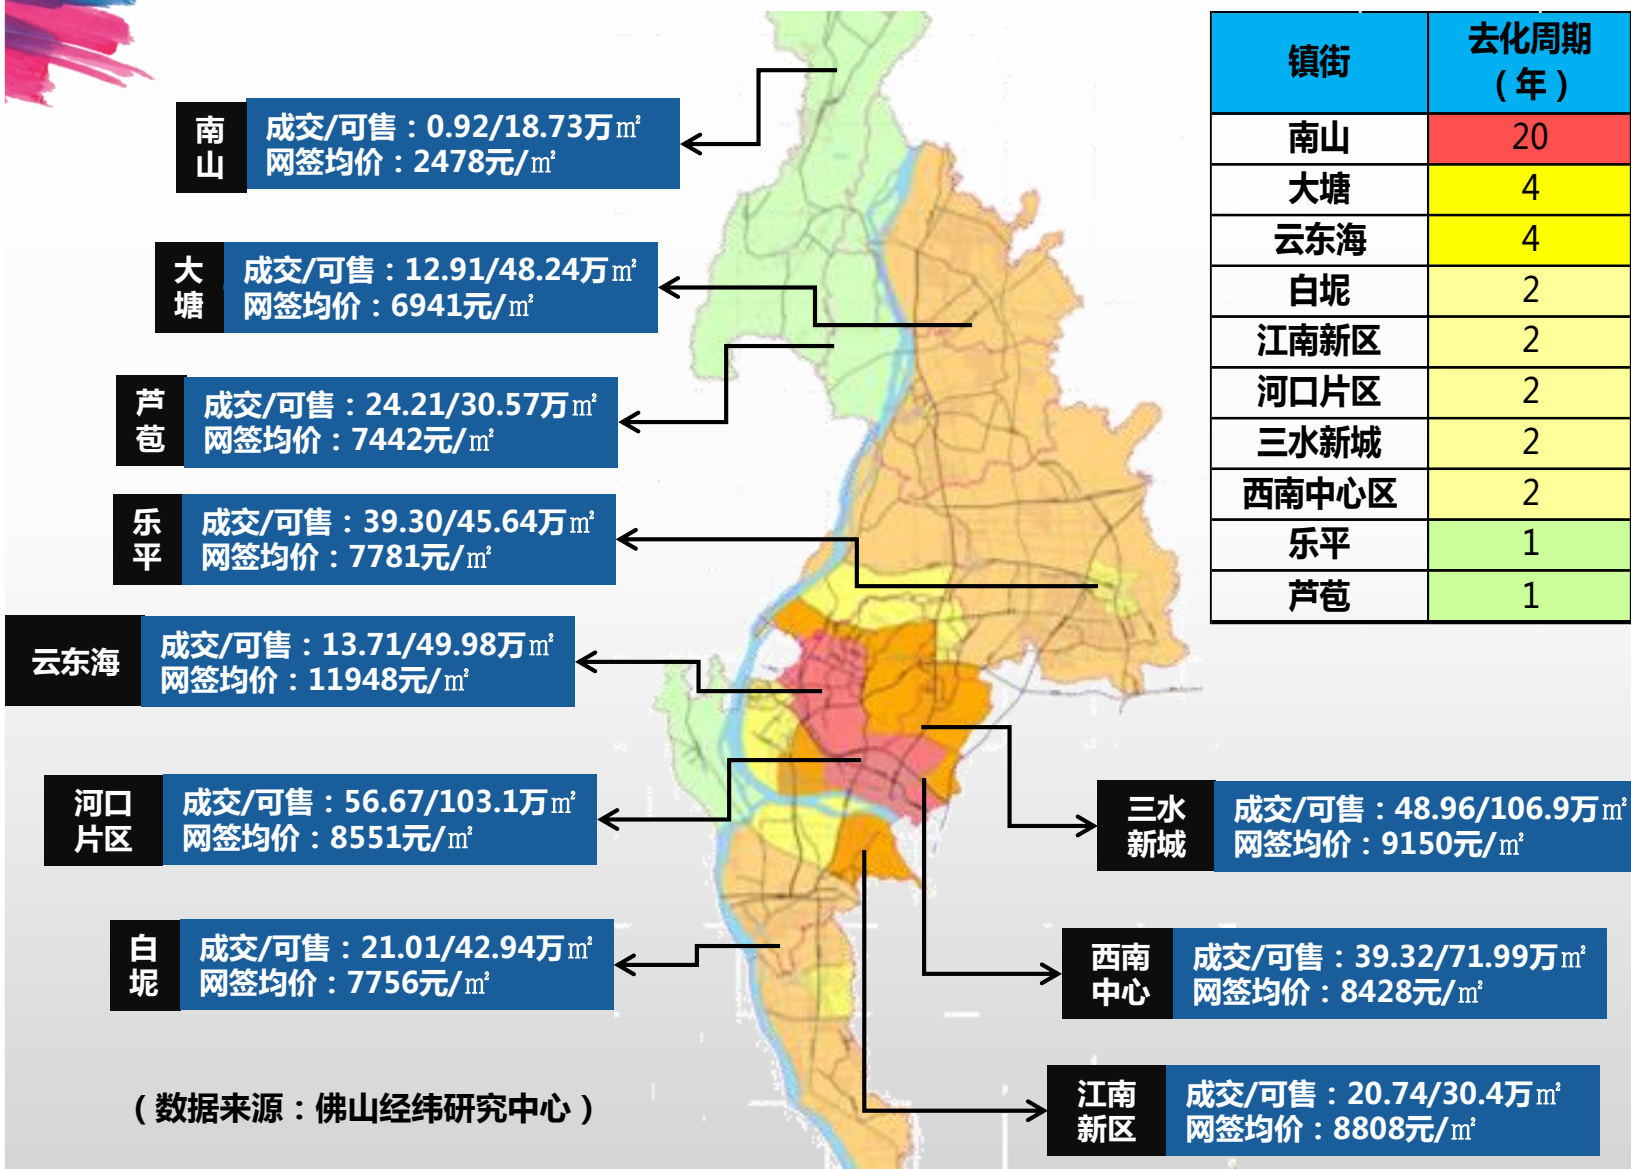 南山
成交/可售：0.92/18.73万㎡
网签均价：2478元/㎡
大塘
成交/可售：12.91/48.24万㎡
网签均价：6941元/㎡
芦苞
成交/可售：24.21/30.57万㎡
网签均价：7442元/㎡
乐平
成交/可售：39.30/45.64万㎡
网签均价：7781元/㎡
云东海
成交/可售：13.71/49.98万㎡
网签均价：11948元/㎡
河口
片区
成交/可售：56.67/103.1万㎡
网签均价：8551元/㎡
白坭
成交/可售：21.01/42.94万㎡
网签均价：7756元/㎡
（数据来源：佛山经纬研究中心）
镇街 去化周期
（年）
南山 20
大塘 4
云东海 4
白坭 2
江南新区 2
河口片区 2
三水新城 2
西南中心区 2
乐平 1
芦苞 1
三水
新城
成交/可售：48.96/106.9万㎡
网签均价：9150元/㎡
西南
中心
成交/可售：39.32/71.99万㎡
网签均价：8428元/㎡
江南
新区
成交/可售：20.74/30.4万㎡
网签均价：8808元/㎡